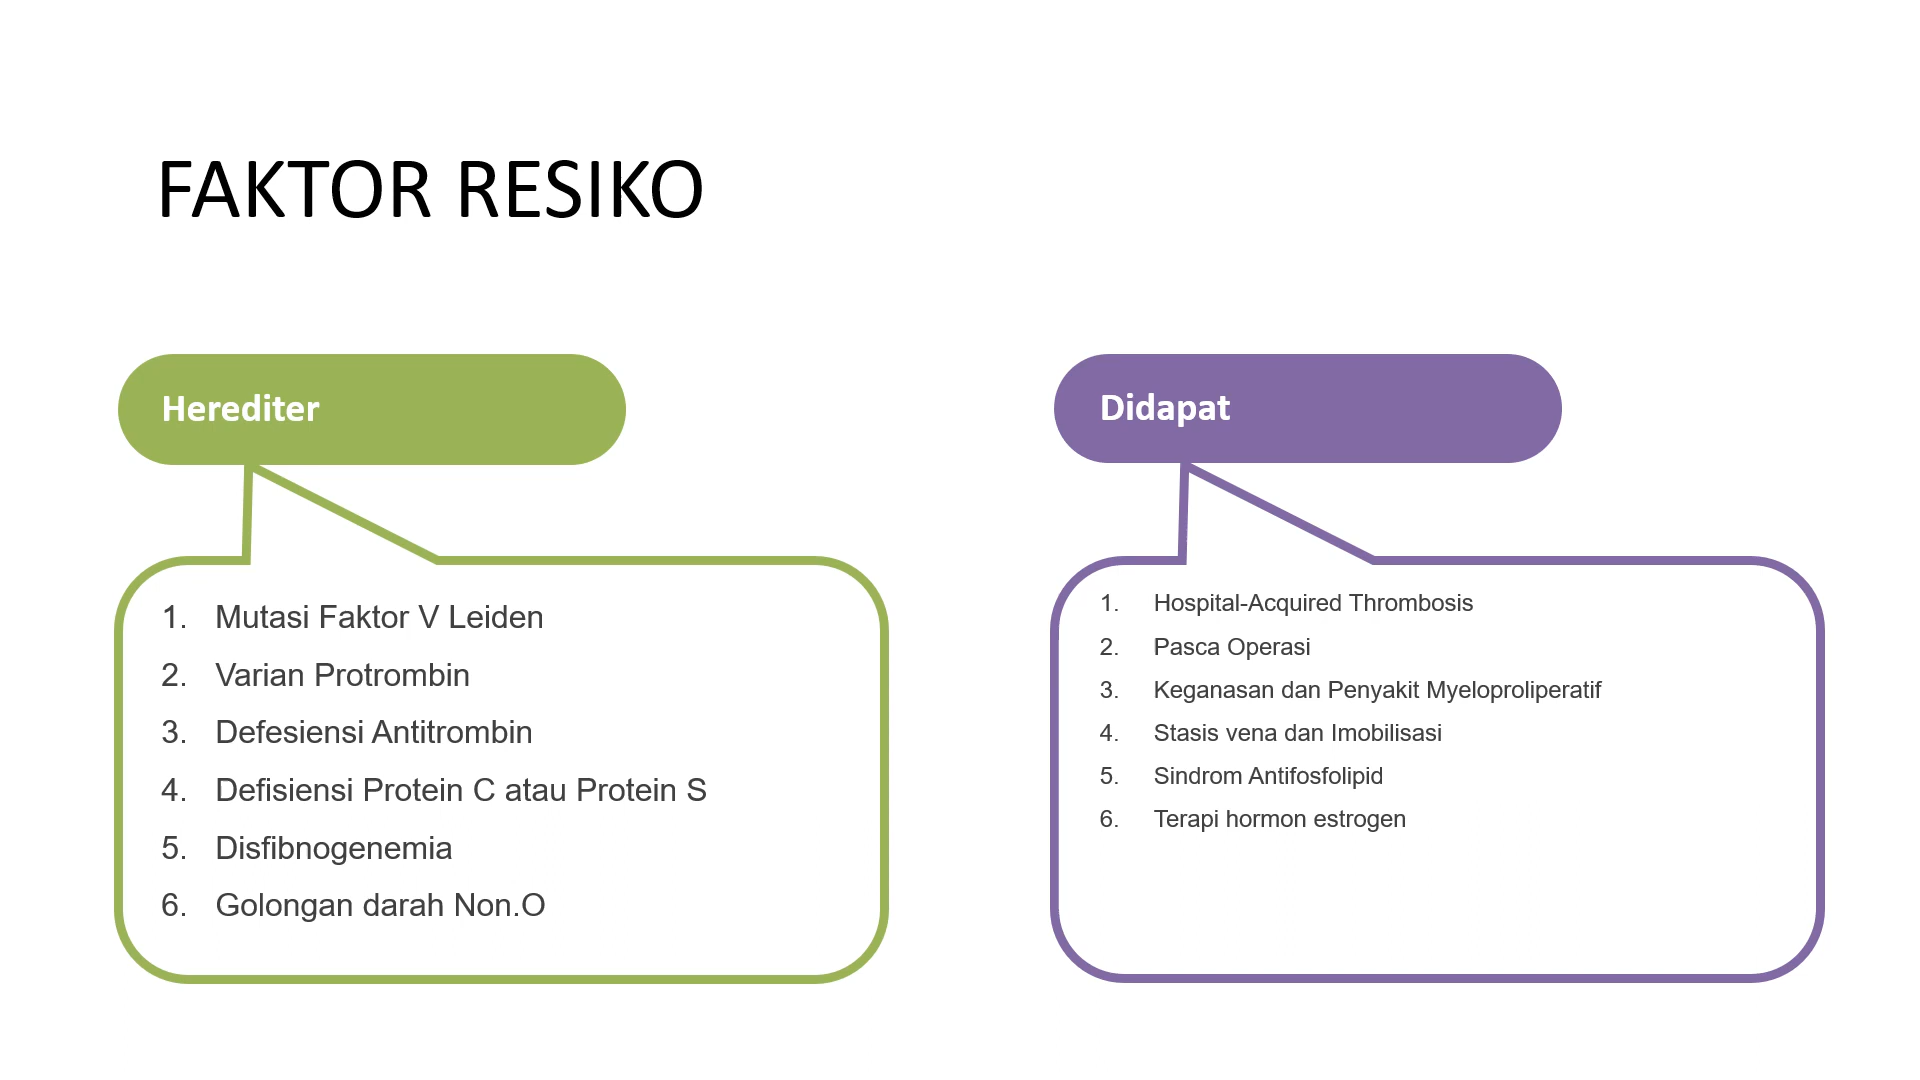 FAKTOR RESIKO
Herediter
1. Mutasi Faktor V Leiden
2. Varian Protrombin
3. Defesiensi Antitrombin
4. Defisiensi Protein C atau Protein S
5. Disfibnogenemia
6. Golongan darah Non.O
Didapat
1. Hospital-Acquired Thrombosis
2. Pasca Operasi
3. Keganasan dan Penyakit Myeloproliperatif
4. Stasis vena dan Imobilisasi
5. Sindrom Antifosfolipid
6. Terapi hormon estrogen